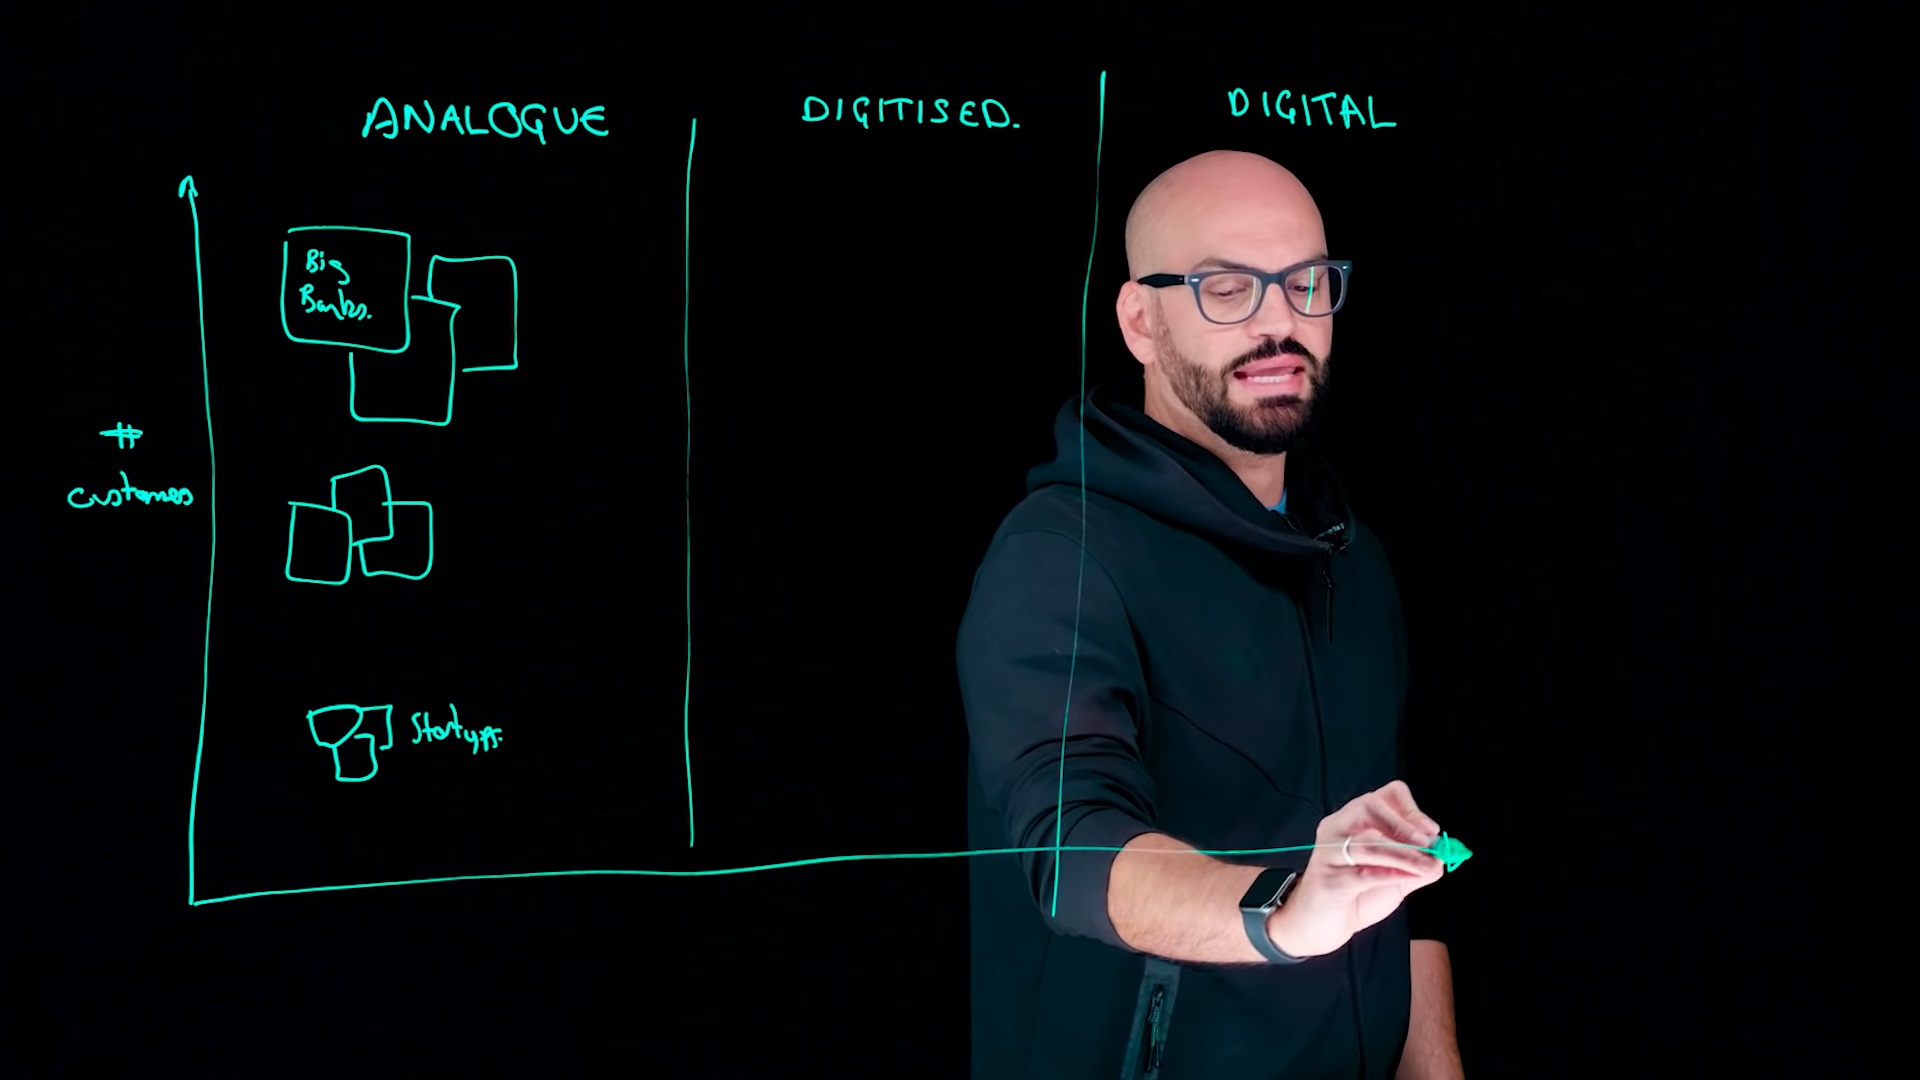 ANALOGUE
DIGITISED.
DIGITAL
Big
Banks.
#
customers
Startups.